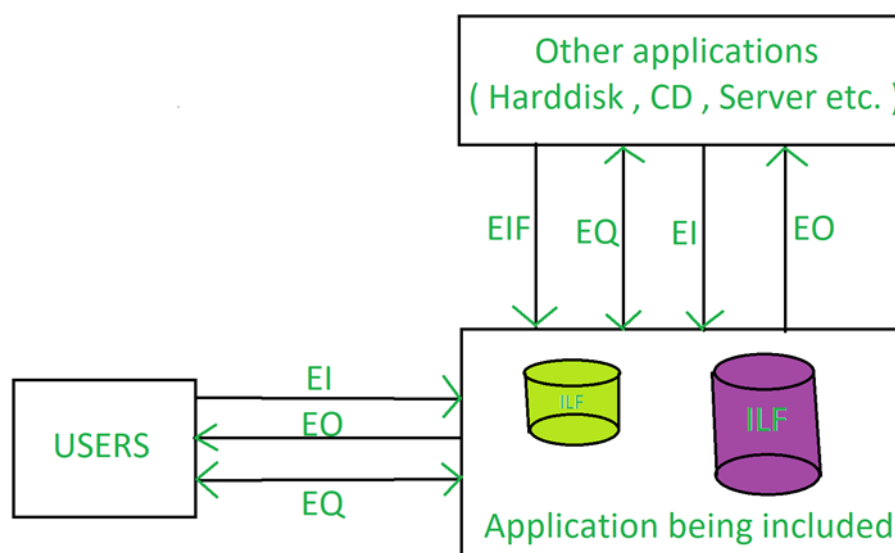 Other applications
( Harddisk , CD , Server etc. )
EIF
EQ
EI
EO
EI
EO
EQ
USERS
ILF
ILF
Application being included